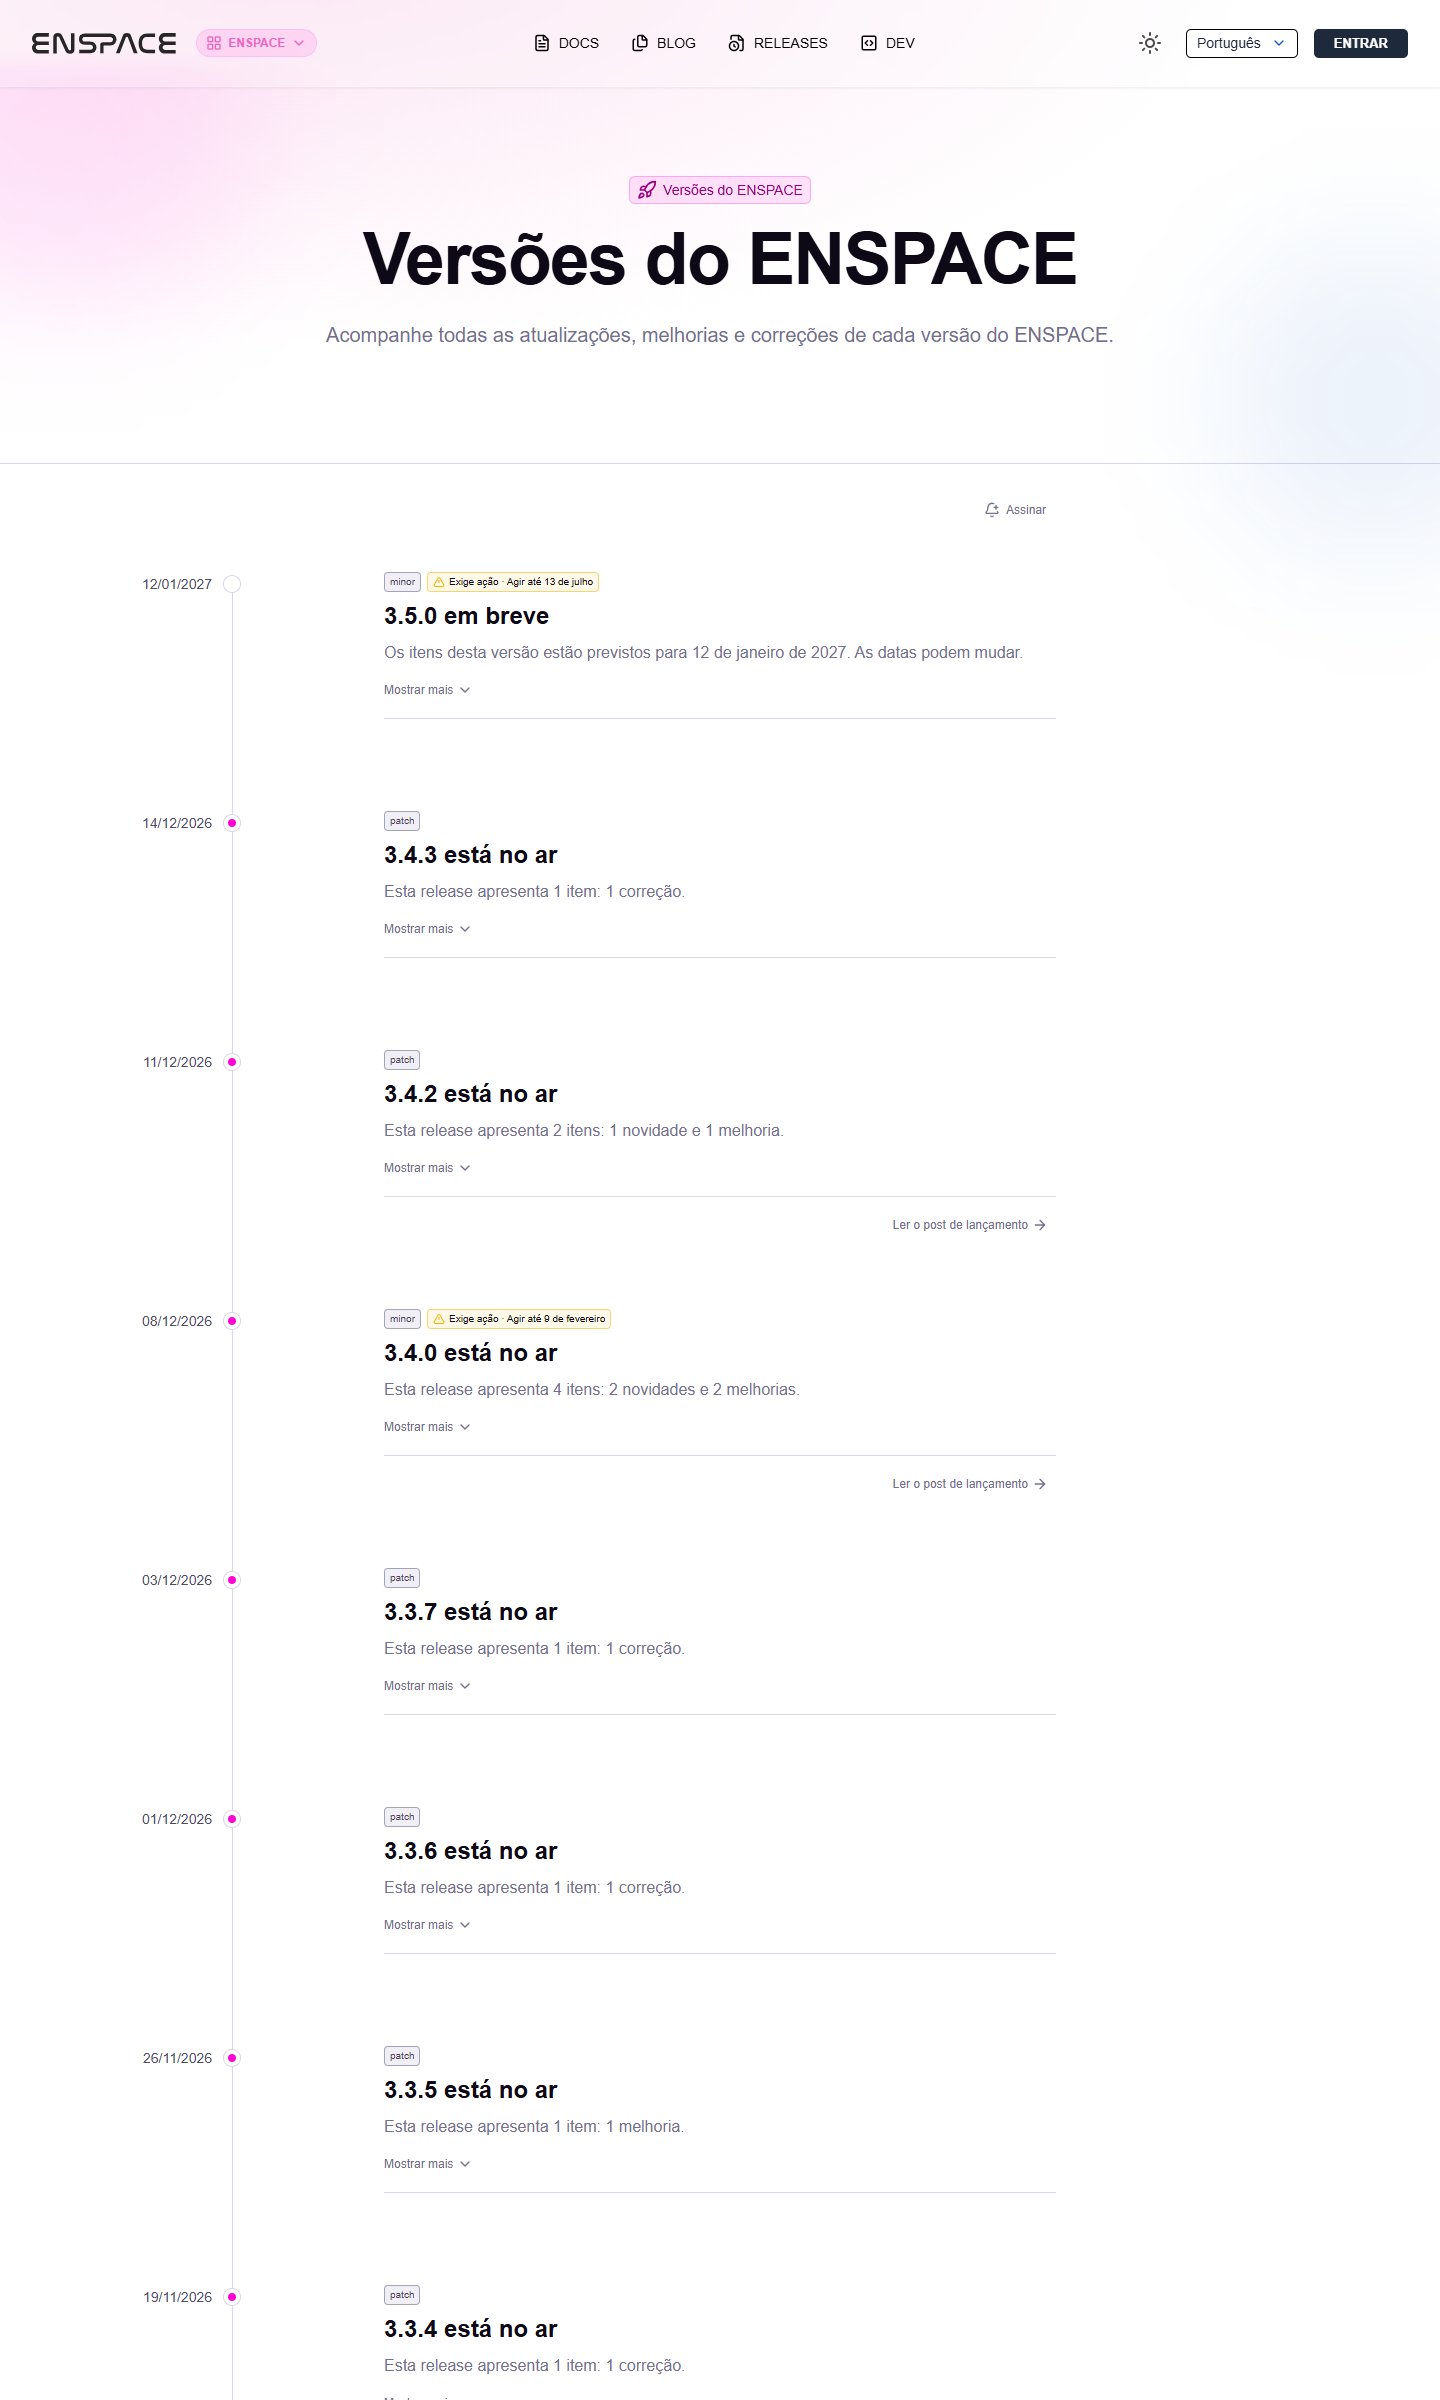 ENSPACE
ENSPACE
DOCS
BLOG
RELEASES
DEV
Português
ENTRAR
Versões do ENSPACE
Versões do ENSPACE
Acompanhe todas as atualizações, melhorias e correções de cada versão do ENSPACE.
Assinar
12/01/2027
minor
Exige ação · Agir até 13 de julho
3.5.0 em breve
Os itens desta versão estão previstos para 12 de janeiro de 2027. As datas podem mudar.
Mostrar mais
14/12/2026
patch
3.4.3 está no ar
Esta release apresenta 1 item: 1 correção.
Mostrar mais
11/12/2026
patch
3.4.2 está no ar
Esta release apresenta 2 itens: 1 novidade e 1 melhoria.
Mostrar mais
Ler o post de lançamento
08/12/2026
minor
Exige ação · Agir até 9 de fevereiro
3.4.0 está no ar
Esta release apresenta 4 itens: 2 novidades e 2 melhorias.
Mostrar mais
Ler o post de lançamento
03/12/2026
patch
3.3.7 está no ar
Esta release apresenta 1 item: 1 correção.
Mostrar mais
01/12/2026
patch
3.3.6 está no ar
Esta release apresenta 1 item: 1 correção.
Mostrar mais
26/11/2026
patch
3.3.5 está no ar
Esta release apresenta 1 item: 1 melhoria.
Mostrar mais
19/11/2026
patch
3.3.4 está no ar
Esta release apresenta 1 item: 1 correção.